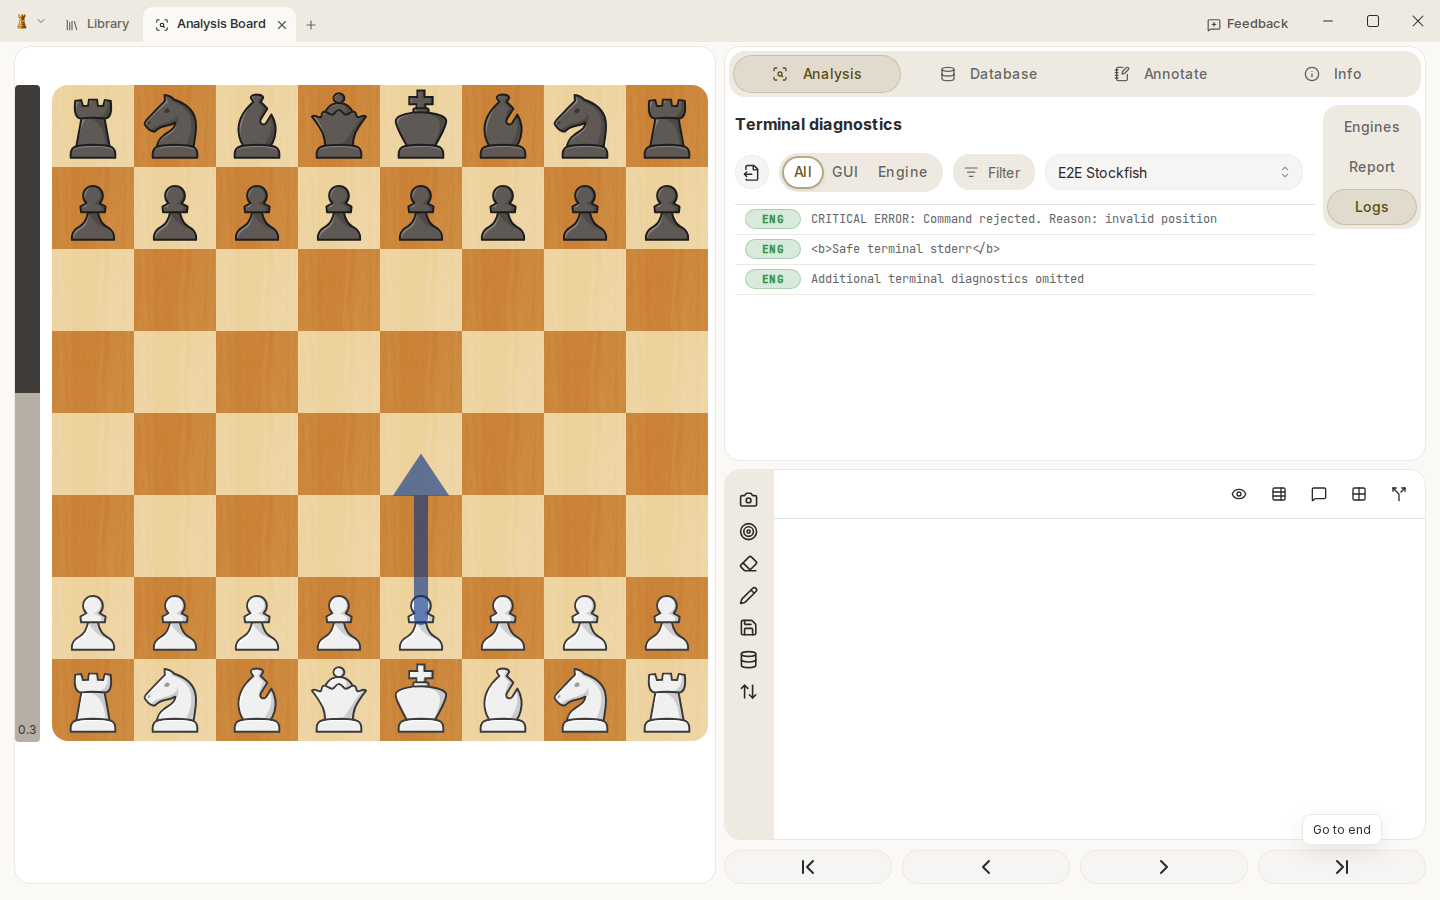 Library
Analysis Board
Feedback
Analysis
Database
Annotate
Info
Terminal diagnostics
All
GUI
Engine
Filter
E2E Stockfish
Engines
Report
Logs
ENG CRITICAL ERROR: Command rejected. Reason: invalid position
ENG <b>Safe terminal stderr</b>
ENG Additional terminal diagnostics omitted
0.3
Go to end